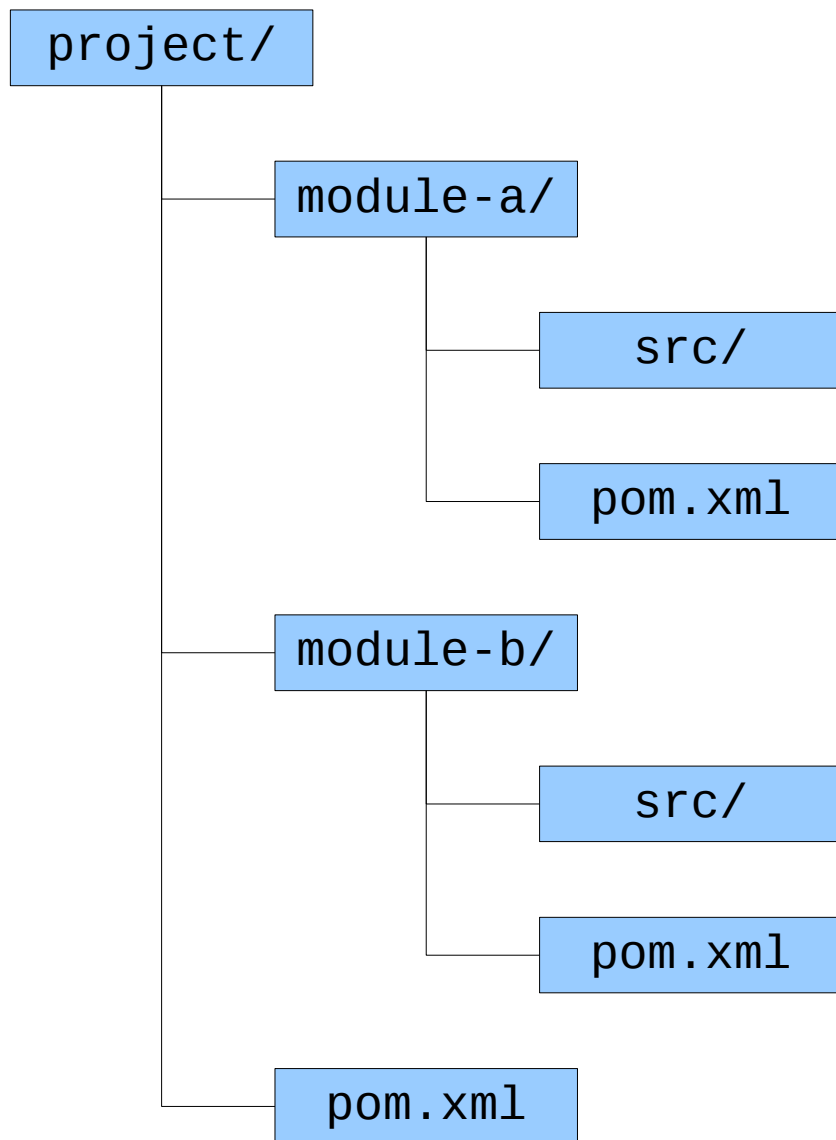 project/
module-a/
src/
pom.xml
module-b/
src/
pom.xml
pom.xml